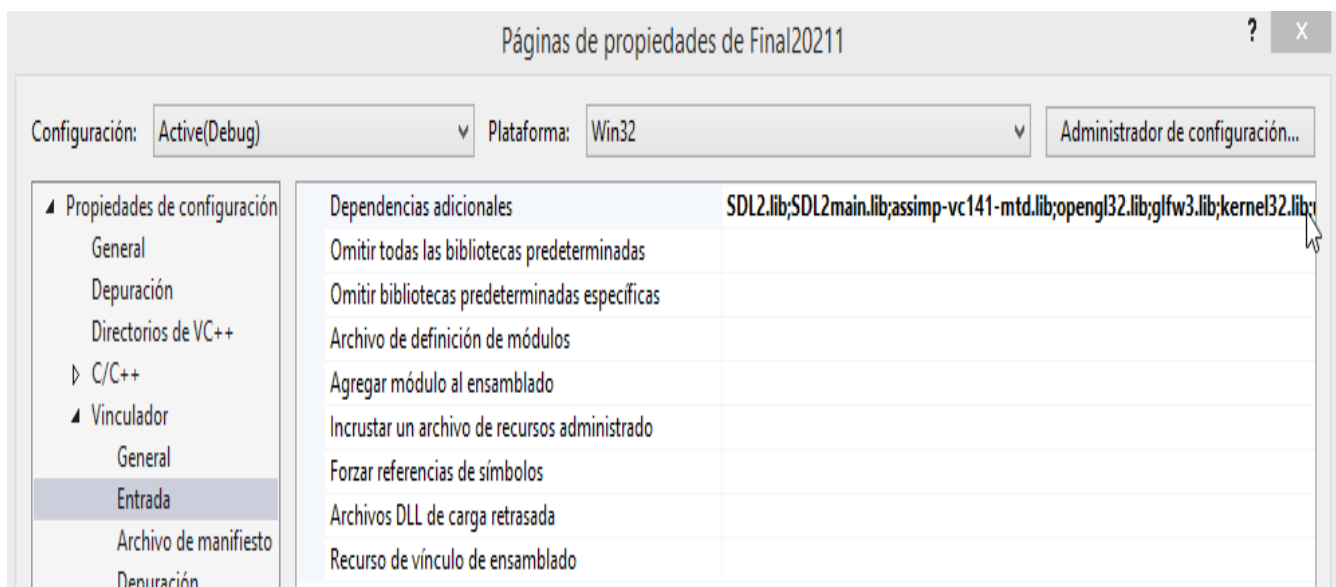 Páginas de propiedades de Final20211
? X
Configuración: Active(Debug) Plataforma: Win32 Administrador de configuración...
Propiedades de configuración
General
Depuración
Directorios de VC++
C/C++
Vinculador
General
Entrada
Archivo de manifiesto
Depuración
Dependencias adicionales SDL2.lib;SDL2main.lib;assimp-vc141-mtd.lib;opengl32.lib;glfw3.lib;kernel32.lib;
Omitir todas las bibliotecas predeterminadas
Omitir bibliotecas predeterminadas específicas
Archivo de definición de módulos
Agregar módulo al ensamblado
Incrustar un archivo de recursos administrado
Forzar referencias de símbolos
Archivos DLL de carga retrasada
Recurso de vínculo de ensamblado